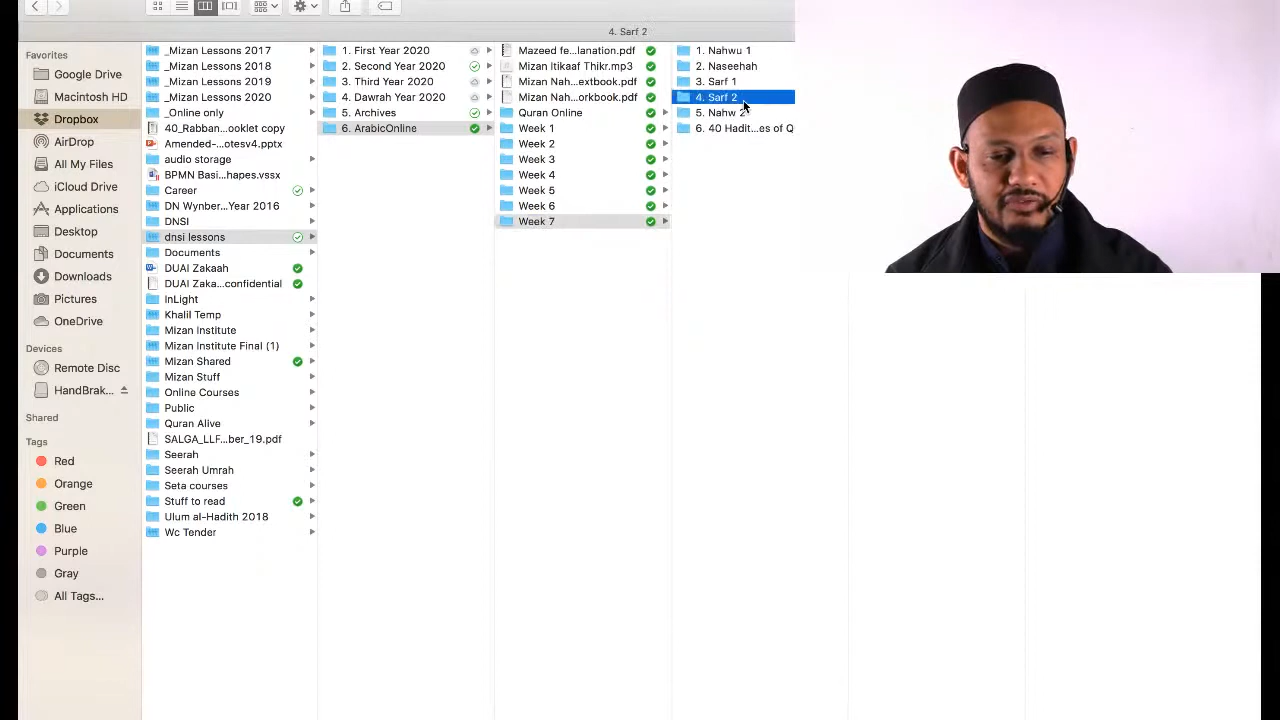 4. Sarf 2
Favorites
Google Drive
Macintosh HD
Dropbox
AirDrop
All My Files
iCloud Drive
Applications
Desktop
Documents
Downloads
Pictures
OneDrive
Devices
Remote Disc
HandBrak...
Shared
Tags
Red
Orange
Green
Blue
Purple
Gray
All Tags...
_Mizan Lessons 2017
_Mizan Lessons 2018
_Mizan Lessons 2019
_Mizan Lessons 2020
_Online only
40_Rabban...ooklet copy
Amended-...otesv4.pptx
audio storage
BPMN Basi...hapes.vssx
Career
DN Wynber...Year 2016
DNSI
dnsi lessons
Documents
DUAI Zakaah
DUAI Zaka...confidential
InLight
Khalil Temp
Mizan Institute
Mizan Institute Final (1)
Mizan Shared
Mizan Stuff
Online Courses
Public
Quran Alive
SALGA_LLF...ber_19.pdf
Seerah
Seerah Umrah
Seta courses
Stuff to read
Ulum al-Hadith 2018
Wc Tender
1. First Year 2020
2. Second Year 2020
3. Third Year 2020
4. Dawrah Year 2020
5. Archives
6. ArabicOnline
Mazeed fe...lanation.pdf
Mizan Itikaaf Thikr.mp3
Mizan Nah...extbook.pdf
Mizan Nah...orkbook.pdf
Quran Online
Week 1
Week 2
Week 3
Week 4
Week 5
Week 6
Week 7
1. Nahwu 1
2. Naseehah
3. Sarf 1
4. Sarf 2
5. Nahw 2
6. 40 Hadit...es of Q